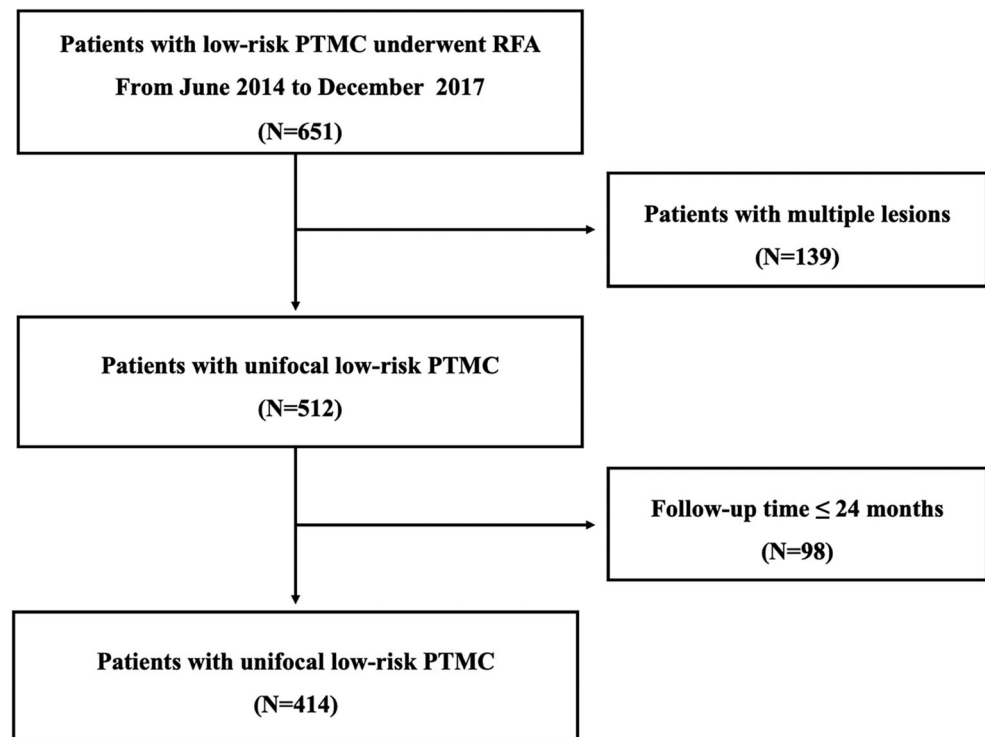 Patients with low-risk PTMC underwent RFA
From June 2014 to December 2017
(N=651)
Patients with multiple lesions
(N=139)
Patients with unifocal low-risk PTMC
(N=512)
Follow-up time ≤ 24 months
(N=98)
Patients with unifocal low-risk PTMC
(N=414)